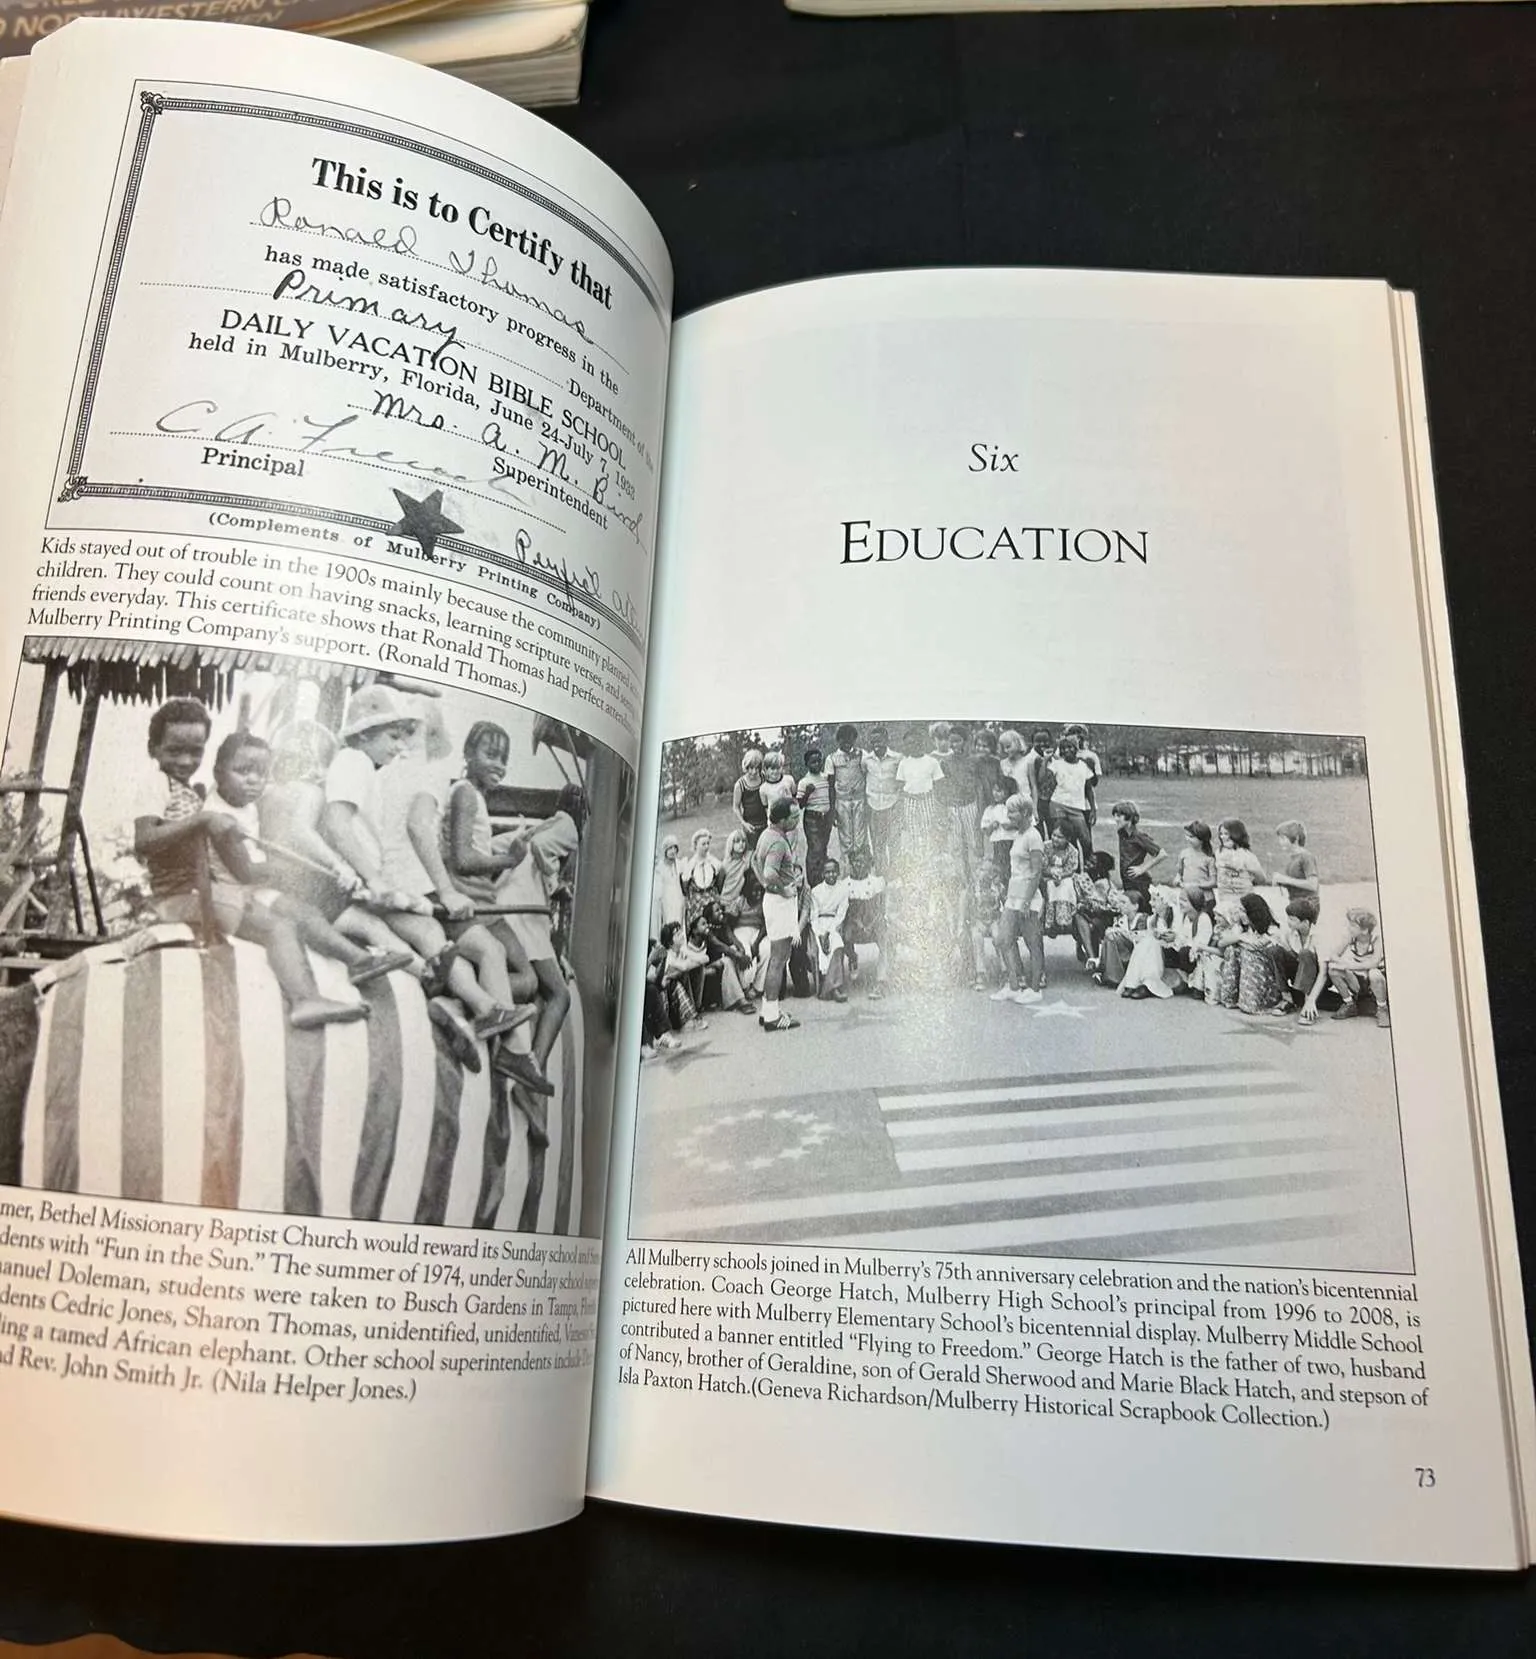 NORTHWESTERN
This is to Certify that
Ronald Thomas
has made satisfactory progress in the
Primary Department of the
DAILY VACATION BIBLE SCHOOL
held in Mulberry, Florida, June 24-July 7, 1932
Mrs. A. M. Bird
C. A.
Principal
Superintendent
(Complements of Mulberry Printing Company)
Perfect
Kids stayed out of trouble in the 1900s mainly because the community planned
children. They could count on having snacks, learning scripture verses, and
friends everyday. This certificate shows that Ronald Thomas had perfect
Mulberry Printing Company's support. (Ronald Thomas.)
mer, Bethel Missionary Baptist Church would reward its Sunday school and
dents with “Fun in the Sun.” The summer of 1974, under Sunday school
anuel Doleman, students were taken to Busch Gardens in Tampa,
dents Cedric Jones, Sharon Thomas, unidentified, unidentified,
ling a tamed African elephant. Other school superintendents include
d Rev. John Smith Jr. (Nila Helper Jones.)
Six
EDUCATION
All Mulberry schools joined in Mulberry's 75th anniversary celebration and the nation's bicentennial
celebration. Coach George Hatch, Mulberry High School's principal from 1996 to 2008, is
pictured here with Mulberry Elementary School's bicentennial display. Mulberry Middle School
contributed a banner entitled “Flying to Freedom.” George Hatch is the father of two, husband
of Nancy, brother of Geraldine, son of Gerald Sherwood and Marie Black Hatch, and stepson of
Isla Paxton Hatch.(Geneva Richardson/Mulberry Historical Scrapbook Collection.)
73